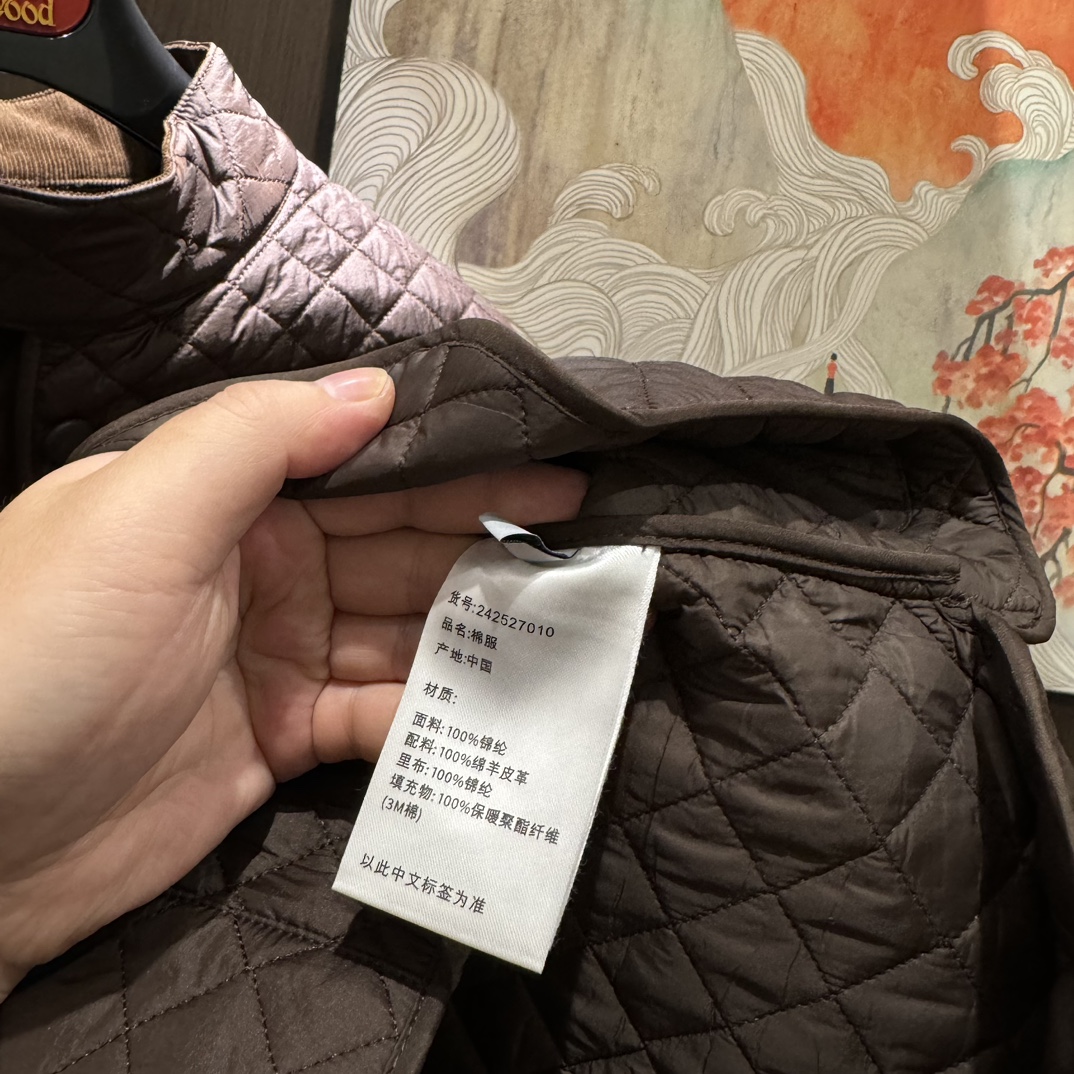 ood
货号:242527010
品名:棉服
产地:中国
材质:
面料:100%锦纶
配料:100%绵羊皮革
里布:100%锦纶
填充物:100%保暖聚酯纤维
(3M棉)
以此中文标签为准